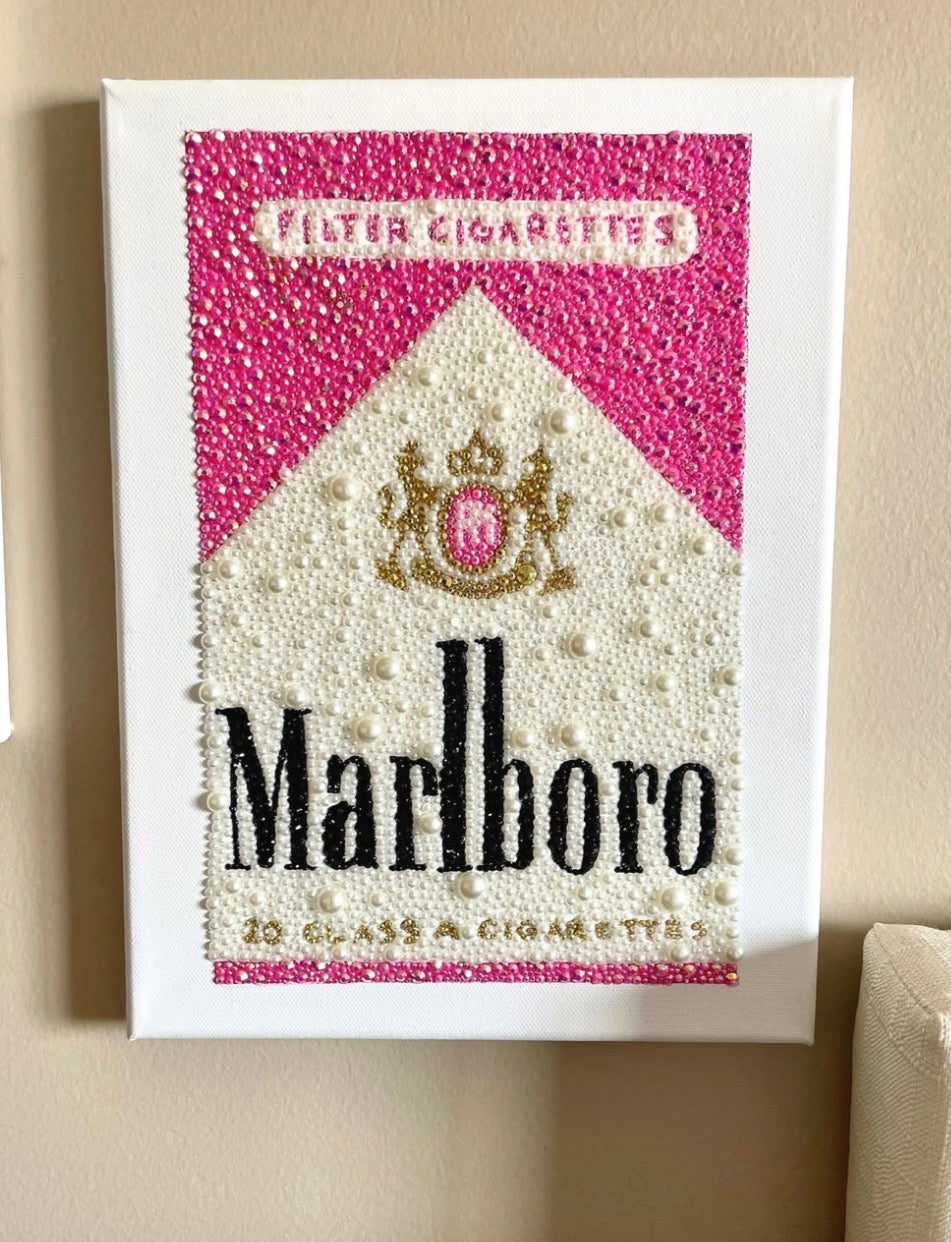 FILTER CIGARETTES
Marlboro
20 CLASS A CIGARETTES